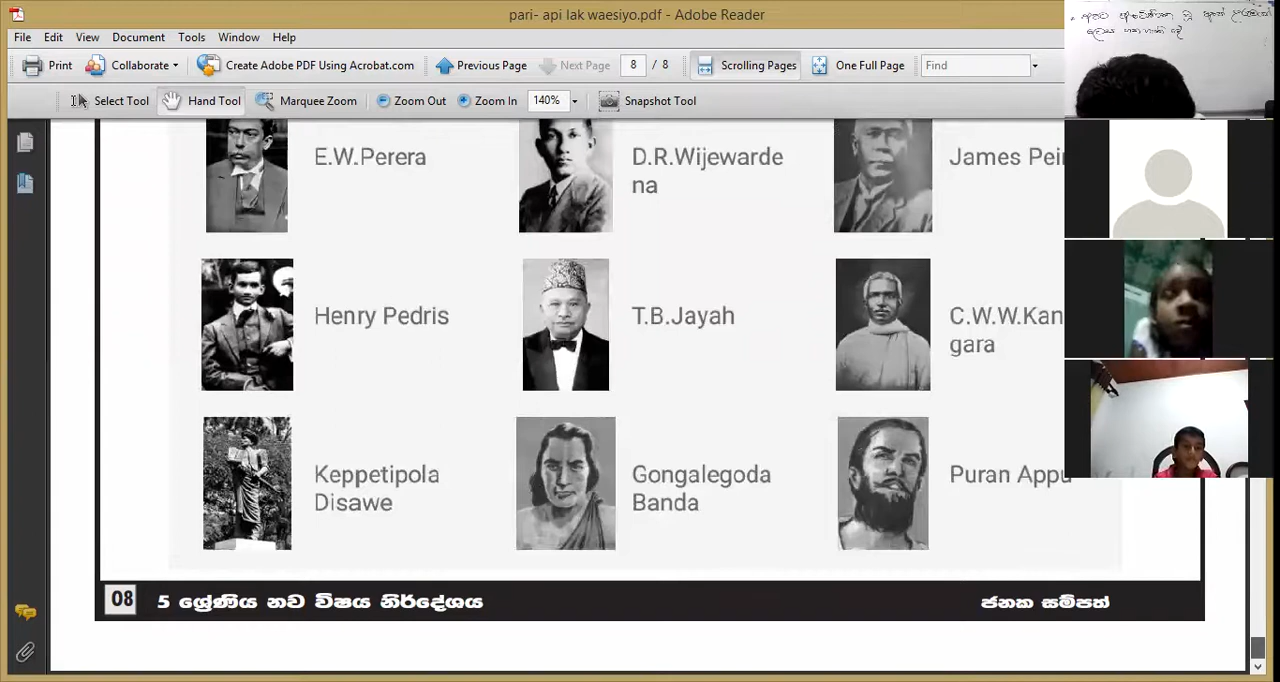 pari- api lak waesiyo.pdf - Adobe Reader
File Edit View Document Tools Window Help
Print Collaborate Create Adobe PDF Using Acrobat.com Previous Page Next Page 8 / 8 Scrolling Pages One Full Page Find
Select Tool Hand Tool Marquee Zoom Zoom Out Zoom In 140% Snapshot Tool
E.W.Perera
D.R.Wijewarde
na
James Pei
Henry Pedris
T.B.Jayah
C.W.W.Kan
gara
Keppetipola
Disawe
Gongalegoda
Banda
Puran Appu
08 5 ශ්‍රේණිය නව විෂය නිර්දේශය ජනක සම්පත්